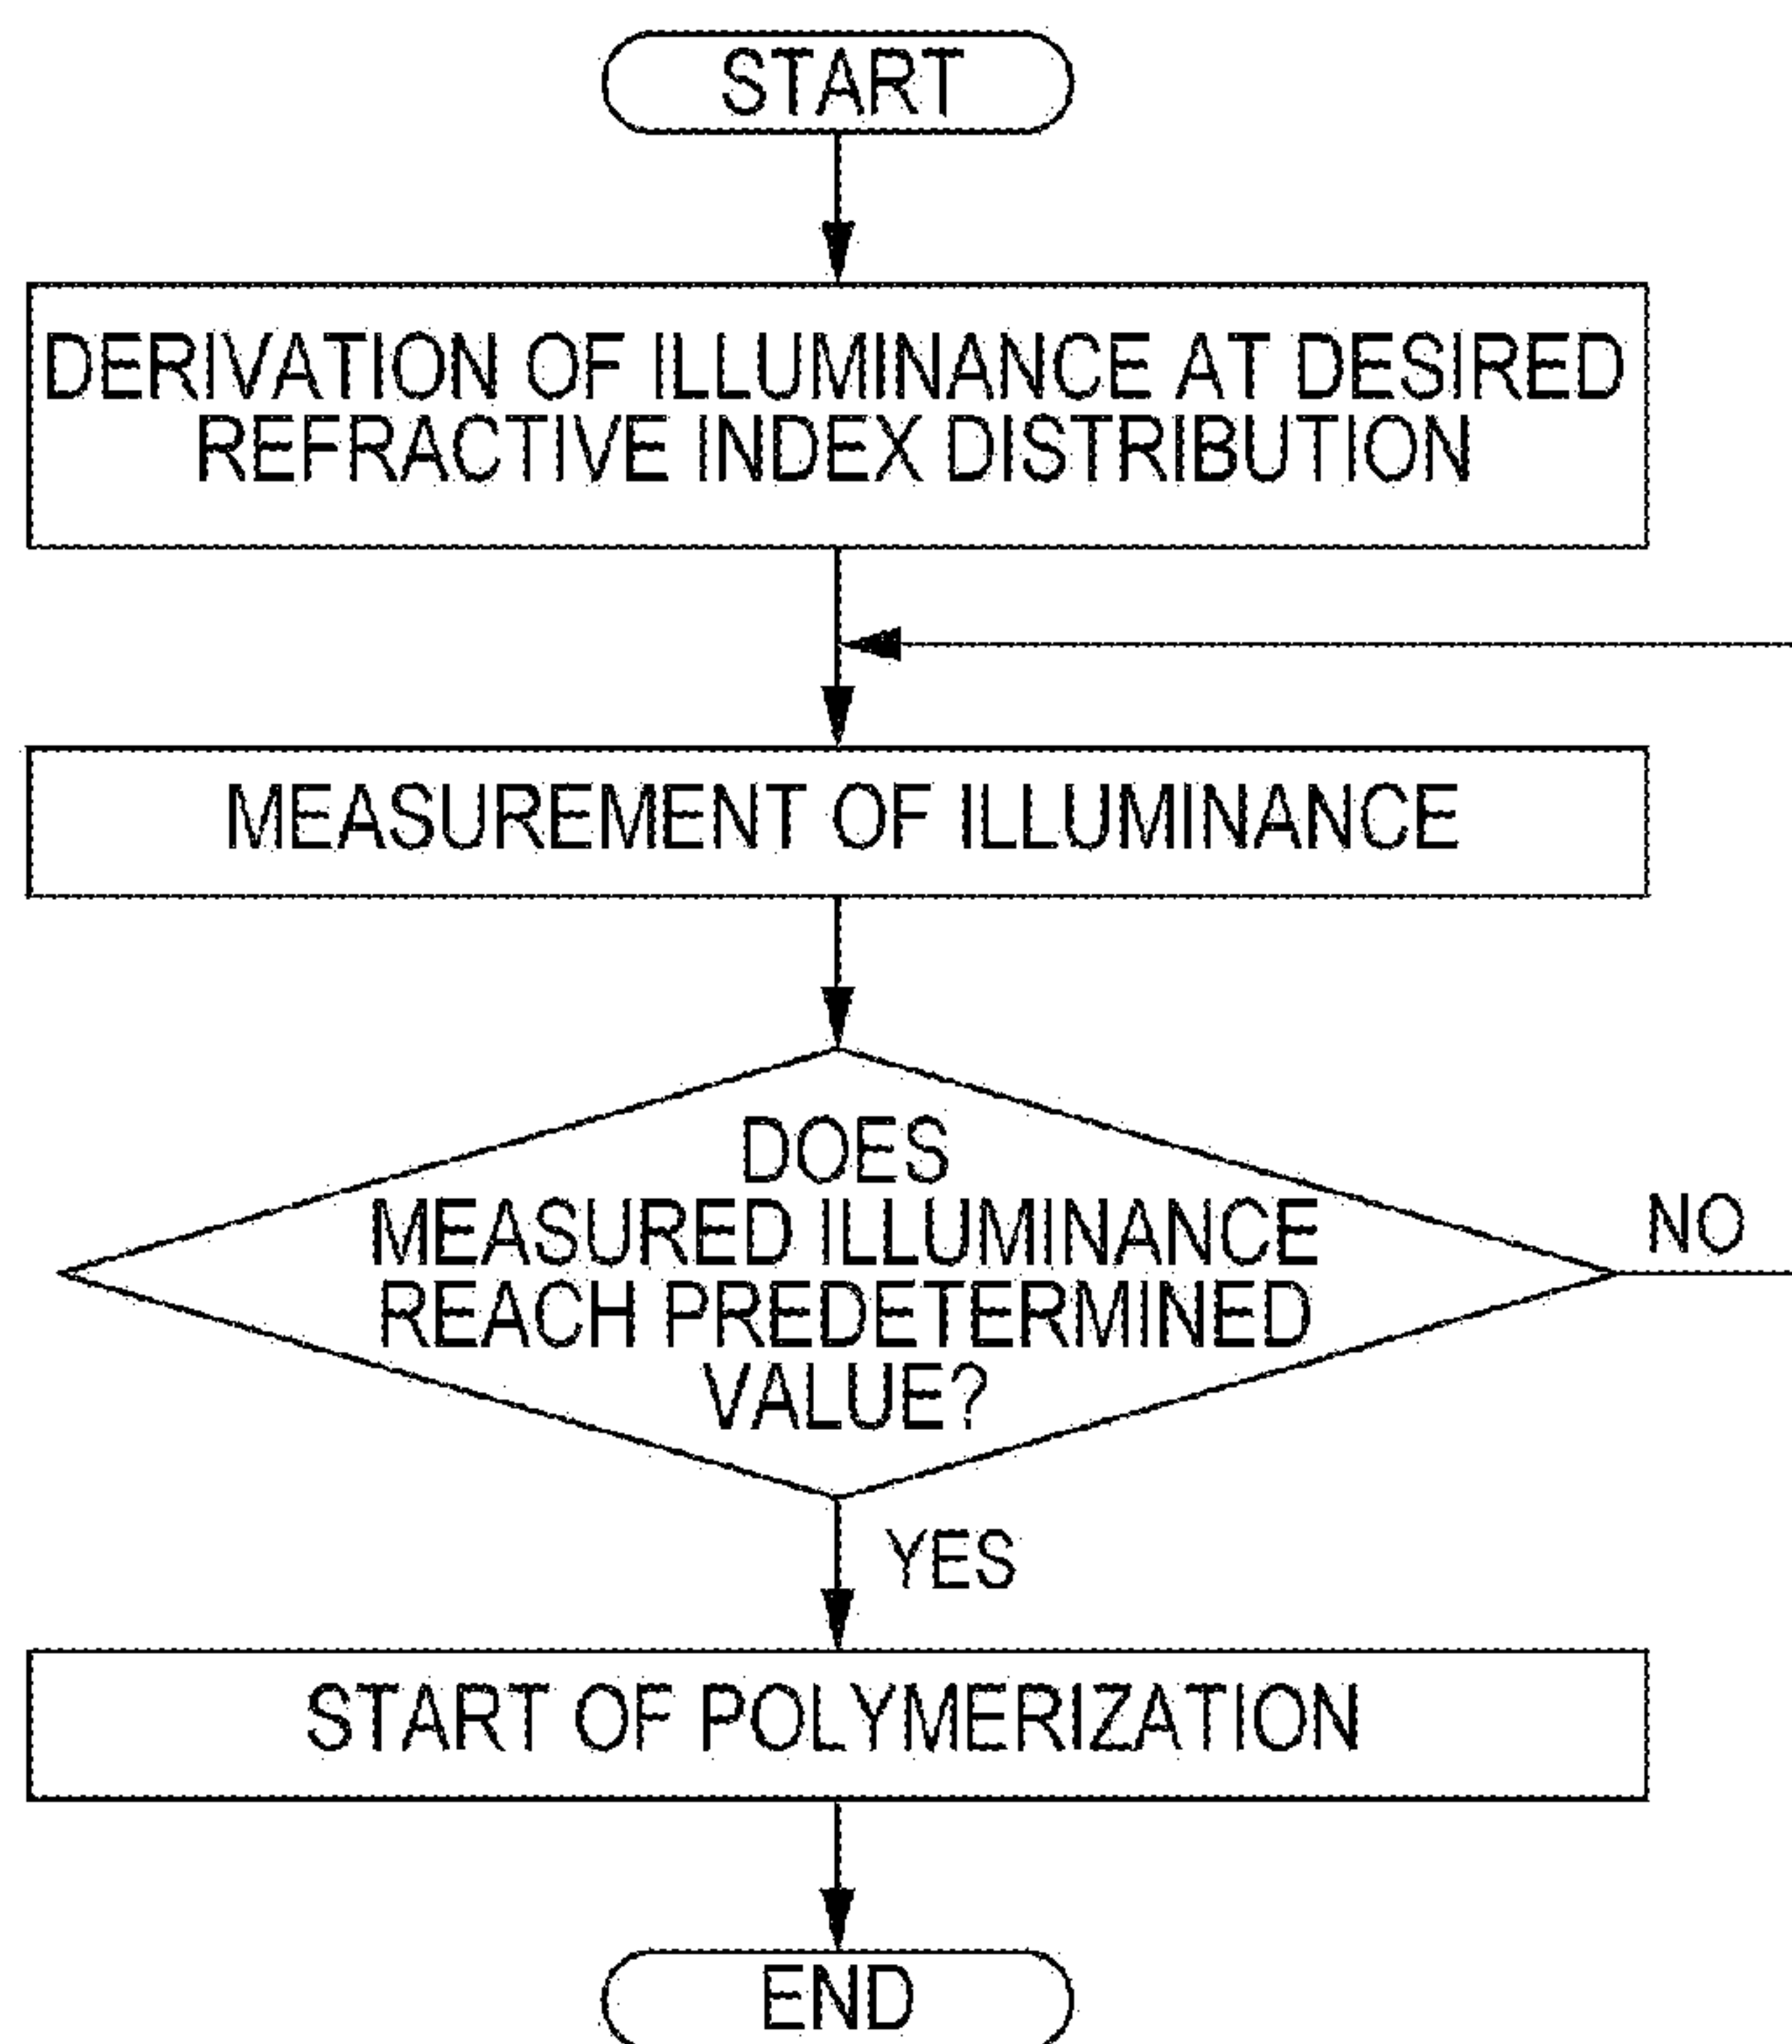 START
DERIVATION OF ILLUMINANCE AT DESIRED
REFRACTIVE INDEX DISTRIBUTION
MEASUREMENT OF ILLUMINANCE
DOES
MEASURED ILLUMINANCE
REACH PREDETERMINED
VALUE?
NO
YES
START OF POLYMERIZATION
END